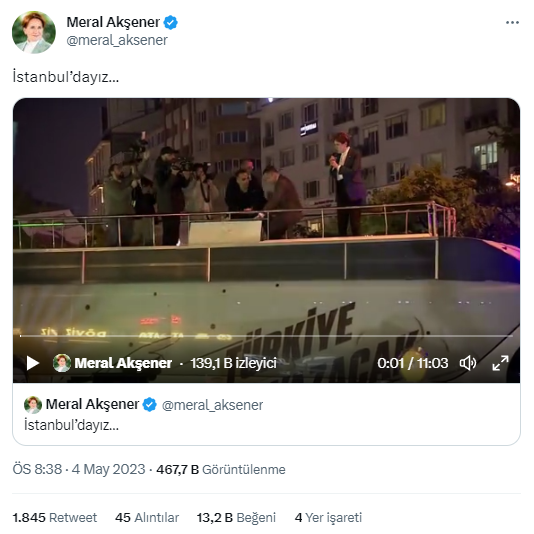 Meral Akşener
@meral_aksener
İstanbul'dayız...
TÜRKİYE
Meral Akşener · 139,1 B izleyici 0:01 / 11:03
Meral Akşener @meral_aksener
İstanbul'dayız...
ÖS 8:38 · 4 May 2023 · 467,7 B Görüntülenme
1.845 Retweet 45 Alıntılar 13,2 B Beğeni 4 Yer işareti